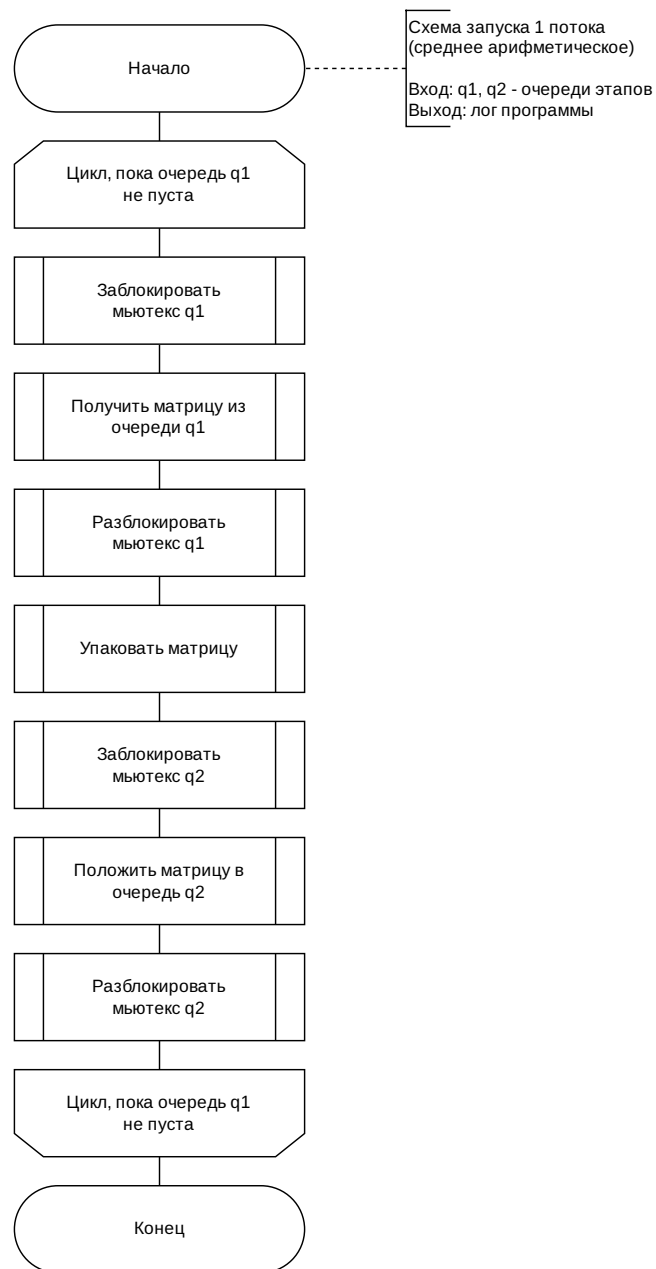 Начало
Схема запуска 1 потока
(среднее арифметическое)
Вход: q1, q2 - очереди этапов
Выход: лог программы
Цикл, пока очередь q1
не пуста
Заблокировать
мьютекс q1
Получить матрицу из
очереди q1
Разблокировать
мьютекс q1
Упаковать матрицу
Заблокировать
мьютекс q2
Положить матрицу в
очередь q2
Разблокировать
мьютекс q2
Цикл, пока очередь q1
не пуста
Конец